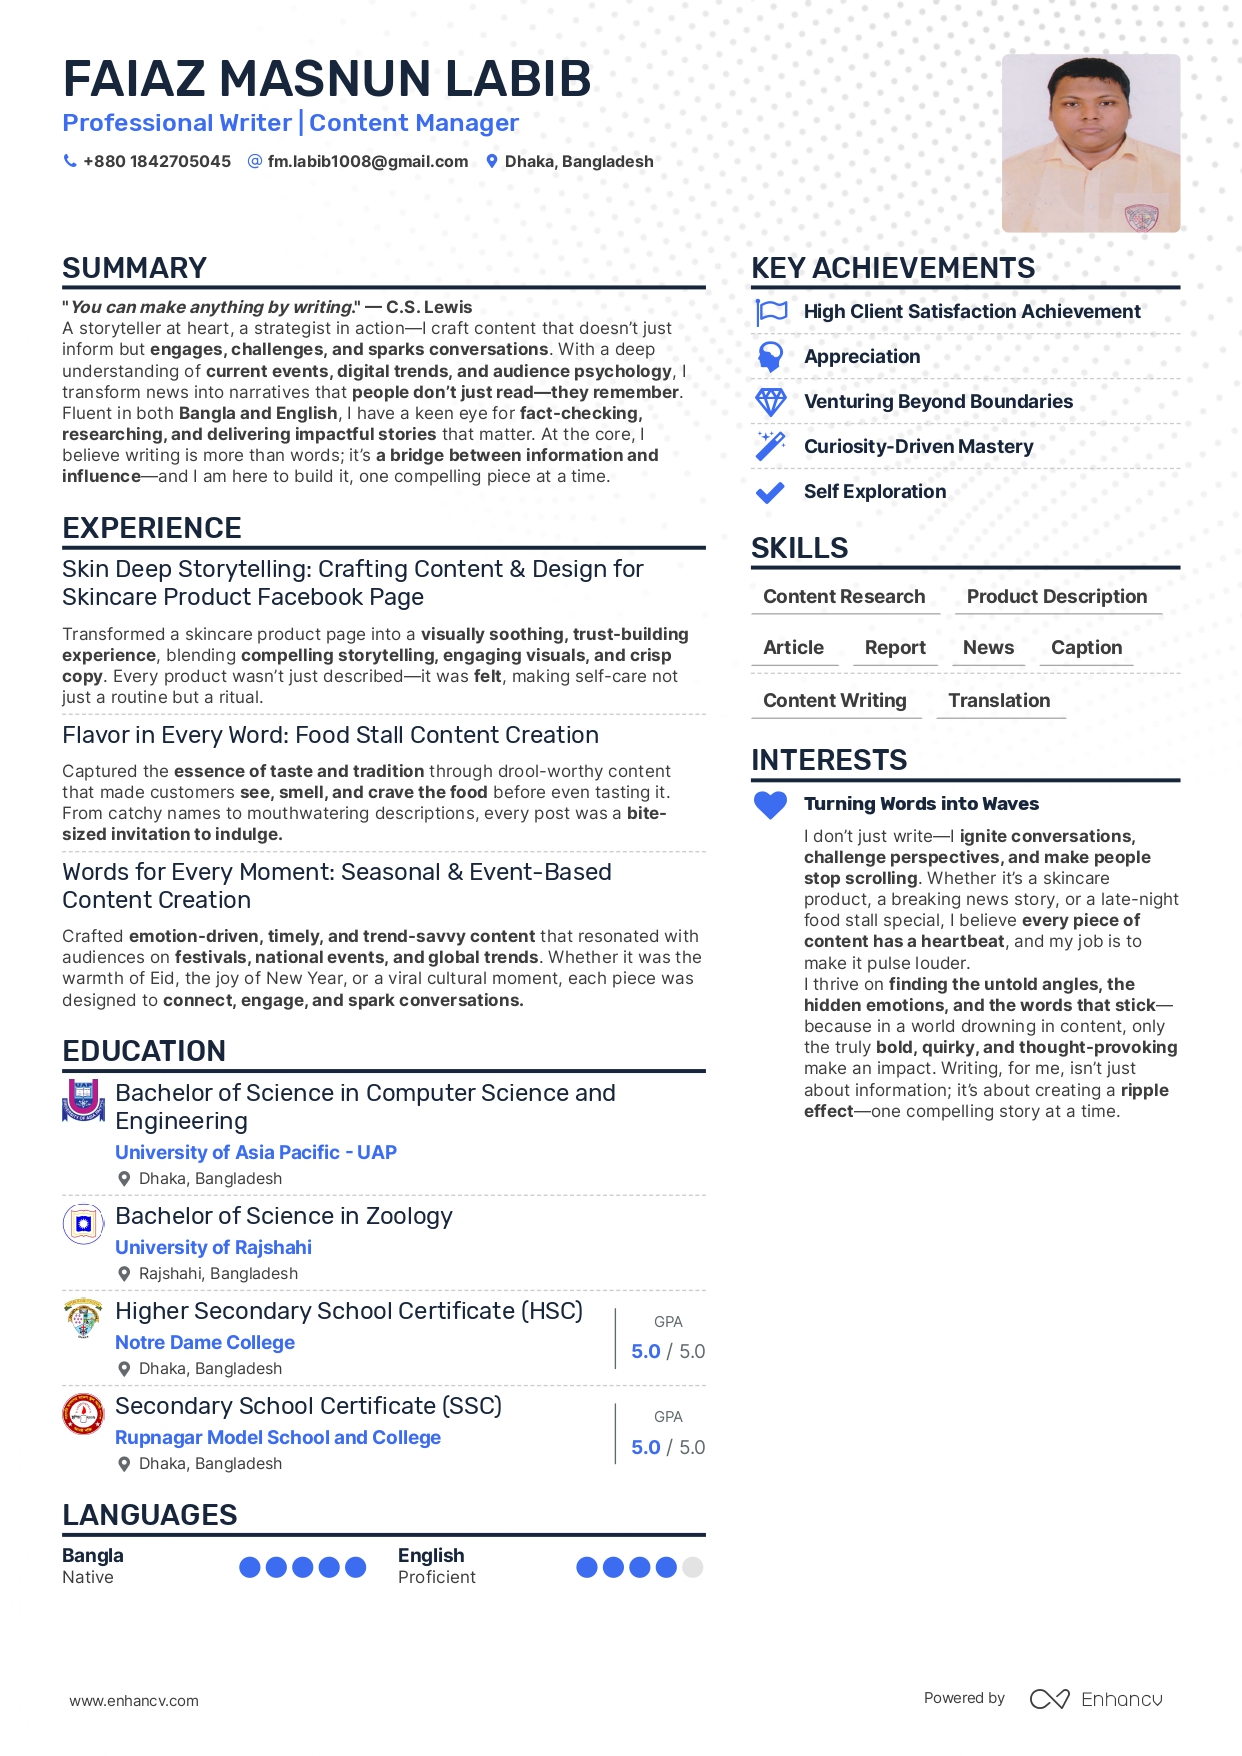 FAIAZ MASNUN LABIB
Professional Writer | Content Manager
+880 1842705045 @ fm.labib1008@gmail.com Dhaka, Bangladesh
SUMMARY
"You can make anything by writing." — C.S. Lewis
A storyteller at heart, a strategist in action—I craft content that doesn’t just
inform but engages, challenges, and sparks conversations. With a deep
understanding of current events, digital trends, and audience psychology, I
transform news into narratives that people don’t just read—they remember.
Fluent in both Bangla and English, I have a keen eye for fact-checking,
researching, and delivering impactful stories that matter. At the core, I
believe writing is more than words; it’s a bridge between information and
influence—and I am here to build it, one compelling piece at a time.
EXPERIENCE
Skin Deep Storytelling: Crafting Content & Design for
Skincare Product Facebook Page
Transformed a skincare product page into a visually soothing, trust-building
experience, blending compelling storytelling, engaging visuals, and crisp
copy. Every product wasn’t just described—it was felt, making self-care not
just a routine but a ritual.
Flavor in Every Word: Food Stall Content Creation
Captured the essence of taste and tradition through drool-worthy content
that made customers see, smell, and crave the food before even tasting it.
From catchy names to mouthwatering descriptions, every post was a bite-
sized invitation to indulge.
Words for Every Moment: Seasonal & Event-Based
Content Creation
Crafted emotion-driven, timely, and trend-savvy content that resonated with
audiences on festivals, national events, and global trends. Whether it was the
warmth of Eid, the joy of New Year, or a viral cultural moment, each piece was
designed to connect, engage, and spark conversations.
EDUCATION
UAP
Bachelor of Science in Computer Science and
Engineering
University of Asia Pacific - UAP
Dhaka, Bangladesh
Bachelor of Science in Zoology
University of Rajshahi
Rajshahi, Bangladesh
Higher Secondary School Certificate (HSC)
Notre Dame College
Dhaka, Bangladesh
GPA
5.0 / 5.0
Secondary School Certificate (SSC)
Rupnagar Model School and College
Dhaka, Bangladesh
GPA
5.0 / 5.0
LANGUAGES
Bangla
Native
English
Proficient
KEY ACHIEVEMENTS
High Client Satisfaction Achievement
Appreciation
Venturing Beyond Boundaries
Curiosity-Driven Mastery
Self Exploration
SKILLS
Content Research Product Description
Article Report News Caption
Content Writing Translation
INTERESTS
Turning Words into Waves
I don’t just write—I ignite conversations,
challenge perspectives, and make people
stop scrolling. Whether it’s a skincare
product, a breaking news story, or a late-night
food stall special, I believe every piece of
content has a heartbeat, and my job is to
make it pulse louder.
I thrive on finding the untold angles, the
hidden emotions, and the words that stick—
because in a world drowning in content, only
the truly bold, quirky, and thought-provoking
make an impact. Writing, for me, isn’t just
about information; it’s about creating a ripple
effect—one compelling story at a time.
www.enhancv.com
Powered by Enhancv